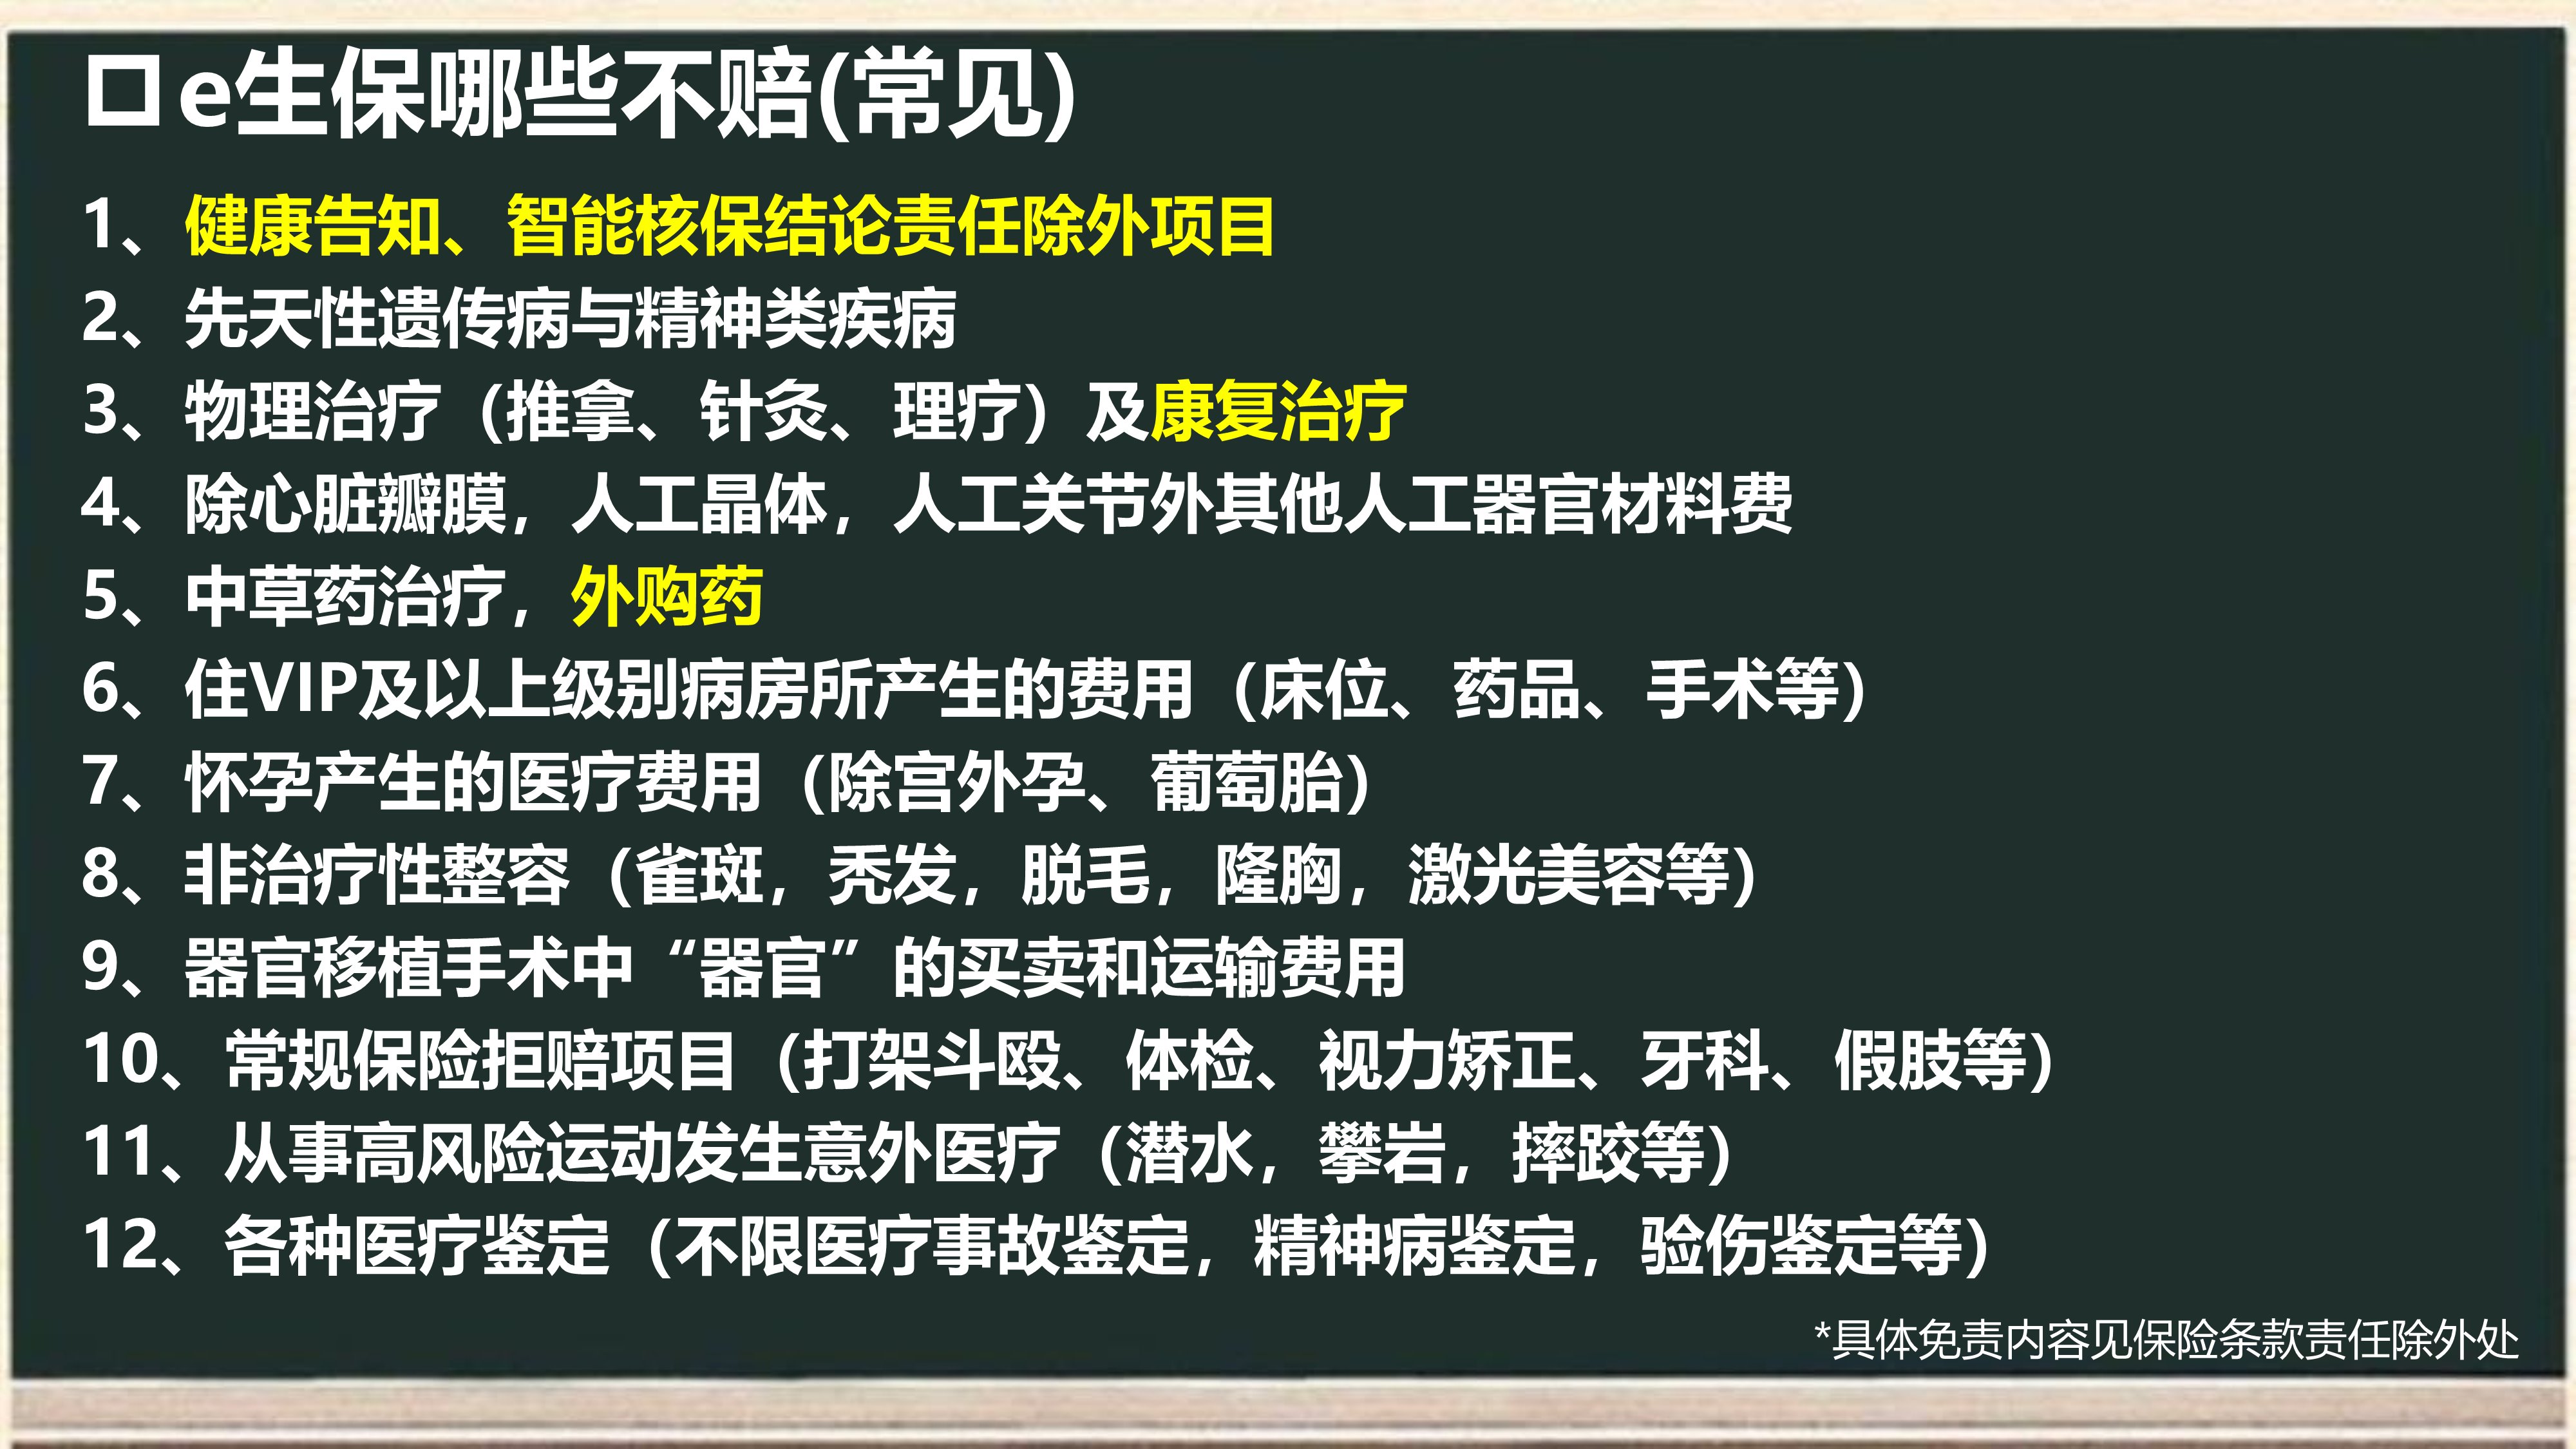 e生保哪些不赔(常见)
1、健康告知、智能核保结论责任除外项目
2、先天性遗传病与精神类疾病
3、物理治疗（推拿、针灸、理疗）及康复治疗
4、除心脏瓣膜，人工晶体，人工关节外其他人工器官材料费
5、中草药治疗，外购药
6、住VIP及以上级别病房所产生的费用（床位、药品、手术等）
7、怀孕产生的医疗费用（除宫外孕、葡萄胎）
8、非治疗性整容（雀斑，秃发，脱毛，隆胸，激光美容等）
9、器官移植手术中“器官”的买卖和运输费用
10、常规保险拒赔项目（打架斗殴、体检、视力矫正、牙科、假肢等）
11、从事高风险运动发生意外医疗（潜水，攀岩，摔跤等）
12、各种医疗鉴定（不限医疗事故鉴定，精神病鉴定，验伤鉴定等）
*具体免责内容见保险条款责任除外处